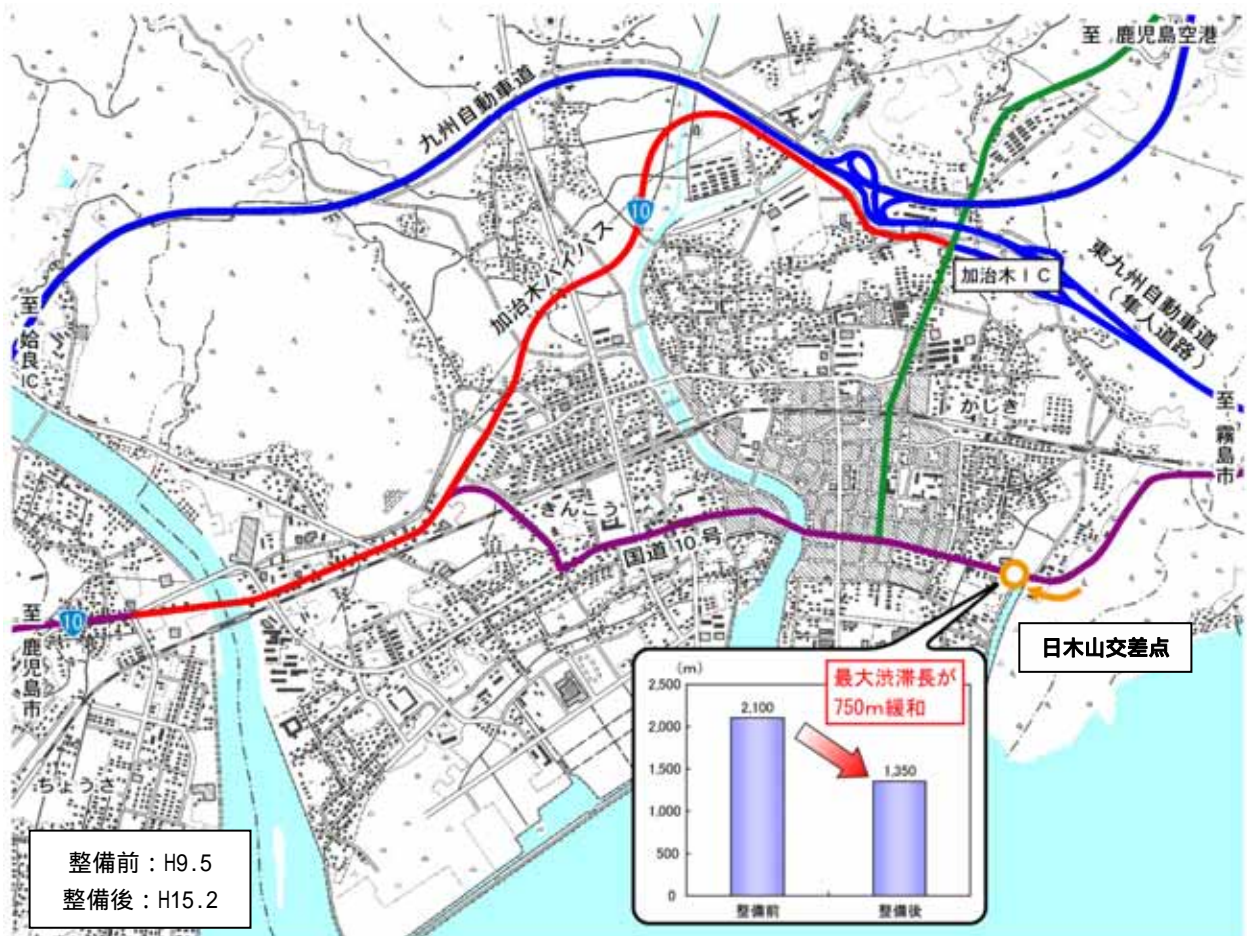 至 鹿児島空港
九州自動車道
10
加治木バイパス
加治木IC
東九州自動車道
(隼人道路)
至 姶良IC
至 霧島市
かじき
きんこう
国道10号
10
至 鹿児島市
日木山交差点
ちょうさ
(m)
最大渋滞長が
750m緩和
2,500
2,000
1,500
1,000
500
0
2,100
1,350
整備前
整備後
整備前:H9.5
整備後:H15.2